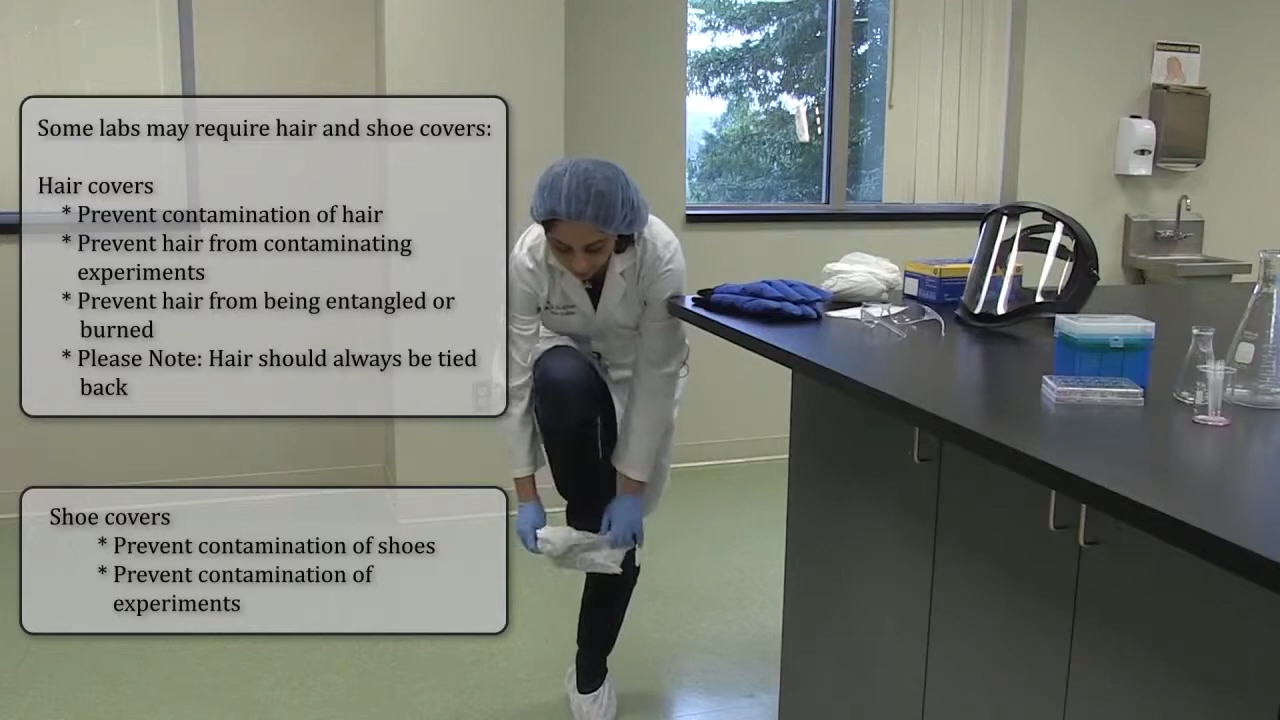 Some labs may require hair and shoe covers:
Hair covers
* Prevent contamination of hair
* Prevent hair from contaminating
experiments
* Prevent hair from being entangled or
burned
* Please Note: Hair should always be tied
back
Shoe covers
* Prevent contamination of shoes
* Prevent contamination of
experiments